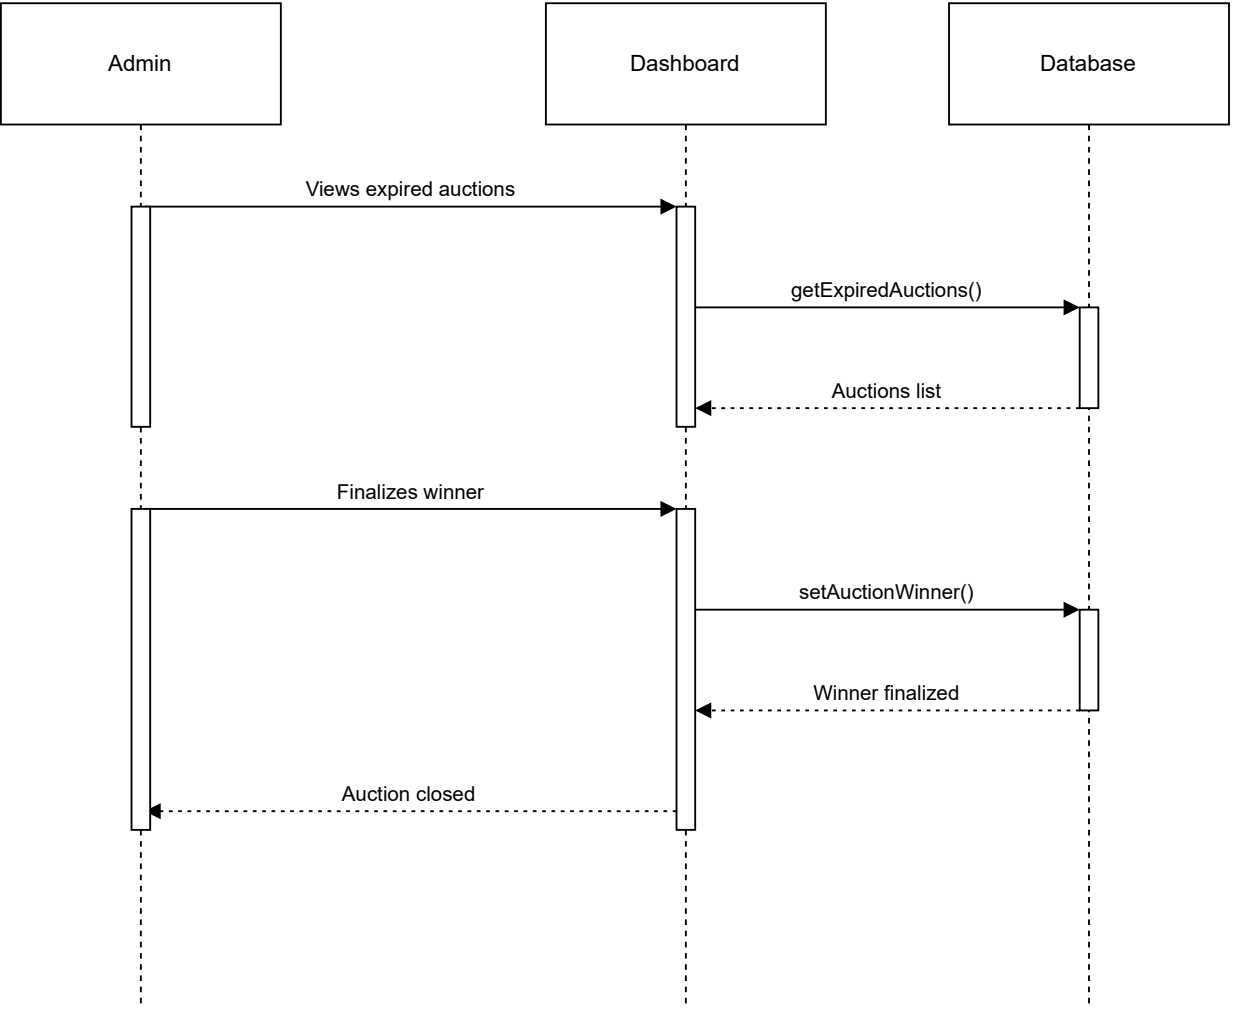 Admin
Dashboard
Database
Views expired auctions
getExpiredAuctions()
Auctions list
Finalizes winner
setAuctionWinner()
Winner finalized
Auction closed